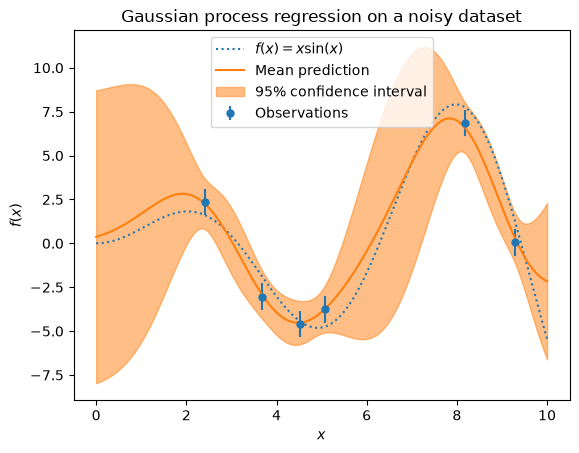 Gaussian process regression on a noisy dataset
f(x) = x sin(x)
Mean prediction
95% confidence interval
Observations
f(x)
10.0
7.5
5.0
2.5
0.0
−2.5
−5.0
−7.5
0 2 4 6 8 10
x